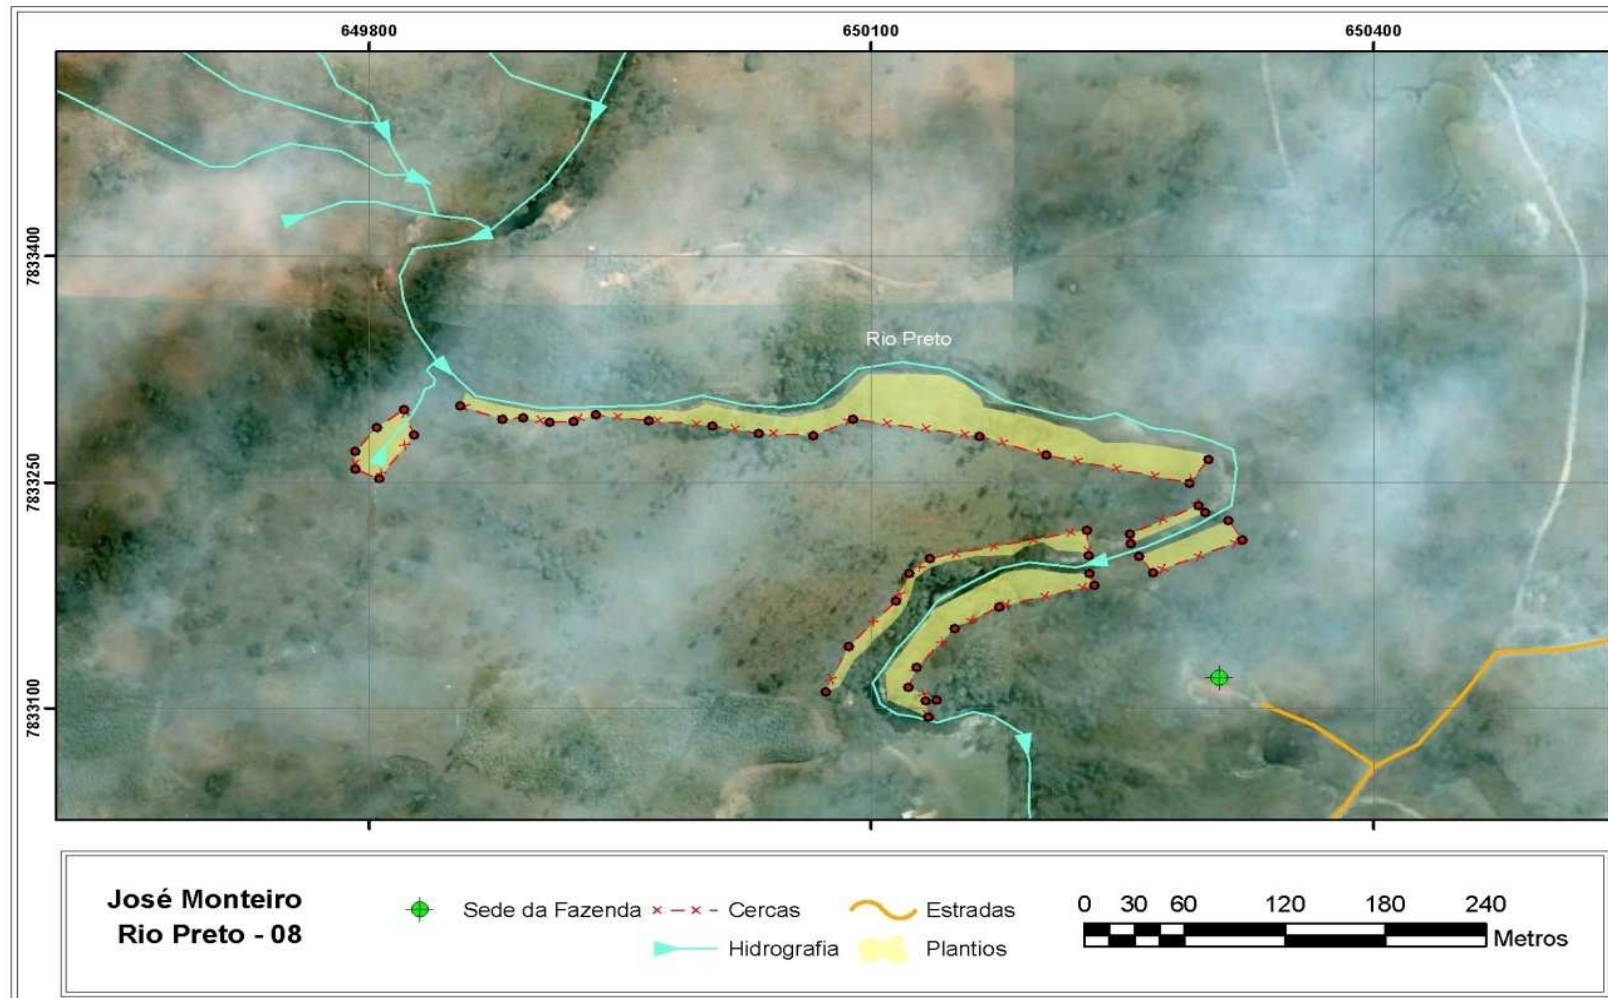 649800 650100 650400
7833400
7833250
7833100
Rio Preto
José Monteiro
Rio Preto - 08
Sede da Fazenda
Cercas
Estradas
Hidrografia
Plantios
0 30 60 120 180 240
Metros